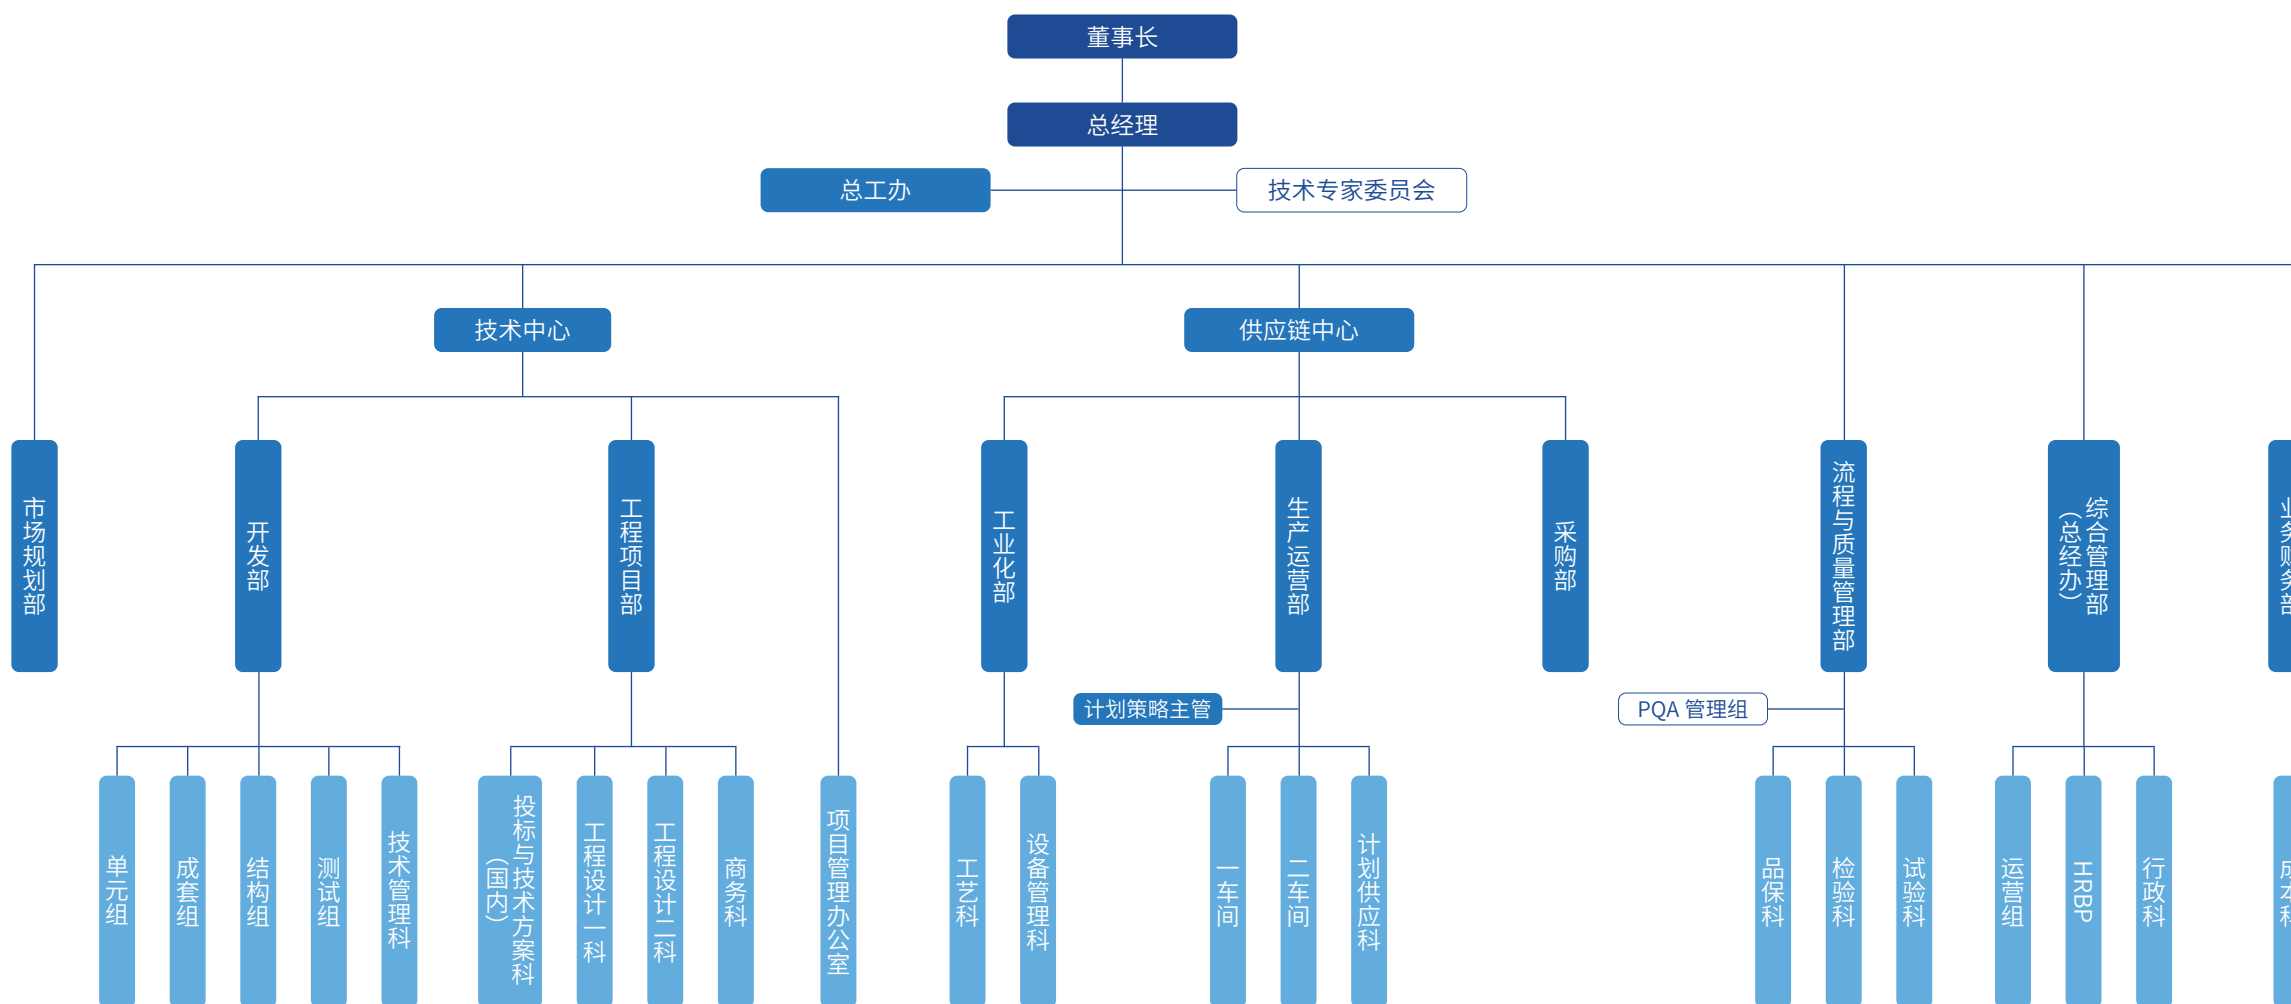 董事长
总经理
总工办
技术专家委员会
技术中心
供应链中心
市场规划部
开发部
工程项目部
工业化部
生产运营部
采购部
流程与质量管理部
综合管理部
（总经办）
业务财务部
计划策略主管
PQA 管理组
单元组
成套组
结构组
测试组
技术管理科
投标与技术方案科
（国内）
工程设计一科
工程设计二科
商务科
项目管理办公室
工艺科
设备管理科
一车间
二车间
计划供应科
品保科
检验科
试验科
运营组
HRBP
行政科
成本科